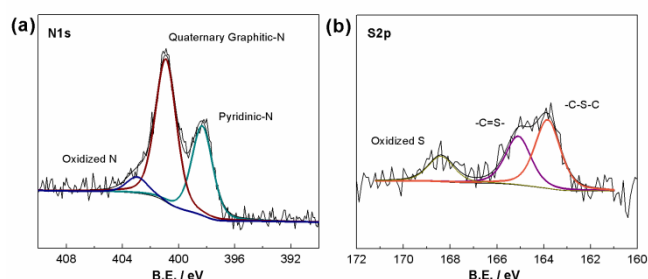 (a)
N1s
Quaternary Graphitic-N
Pyridinic-N
Oxidized N
408 404 400 396 392
B.E. / eV
(b)
S2p
-C-S-C
-C=S-
Oxidized S
172 170 168 166 164 162 160
B.E. / eV